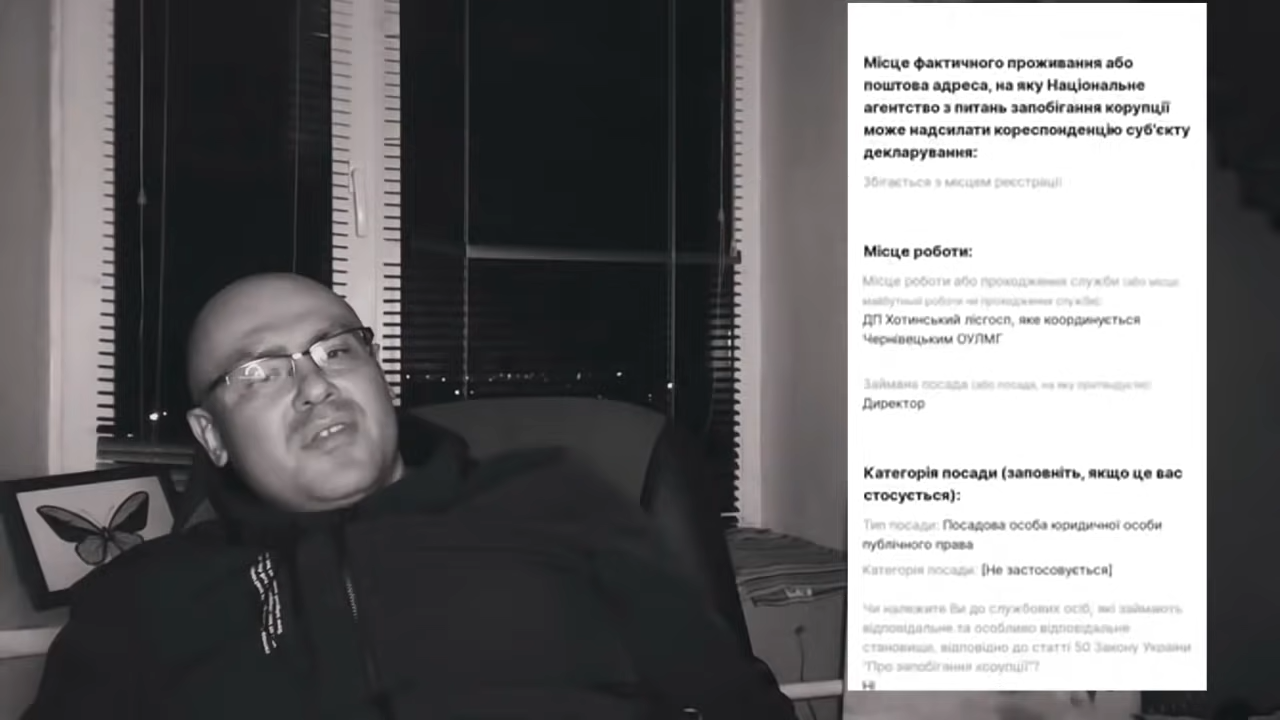 Місце фактичного проживання або
поштова адреса, на яку Національне
агентство з питань запобігання корупції
може надсилати кореспонденцію суб'єкту
декларування:
Збігається з місцем реєстрації
Місце роботи:
Місце роботи або проходження служби (або місце
майбутньої роботи чи проходження служби):
ДП Хотинський лісгосп, яке координується
Чернівецьким ОУЛМГ
Займана посада (або посада, на яку претендуєте):
Директор
Категорія посади (заповніть, якщо це вас
стосується):
Тип посади: Посадова особа юридичної особи
публічного права
Категорія посади: [Не застосовується]
Чи належите Ви до службових осіб, які займають
відповідальне та особливо відповідальне
становище, відповідно до статті 50 Закону України
"Про запобігання корупції"?
Ні